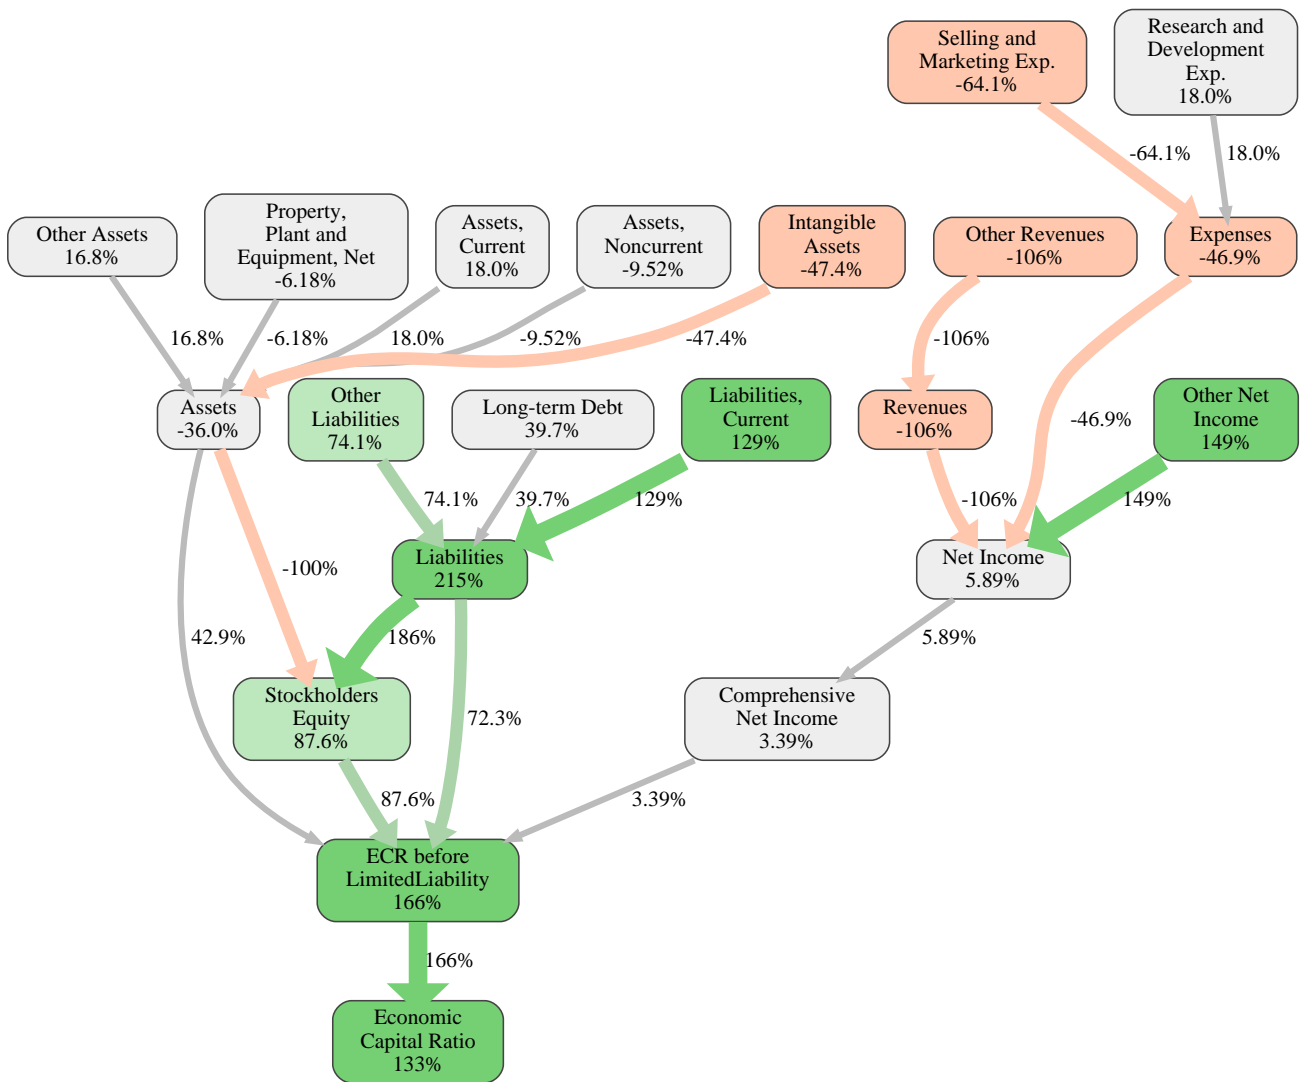 Selling and
Marketing Exp.
-64.1%
Research and
Development
Exp.
18.0%
-64.1%
18.0%
Other Assets
16.8%
Property,
Plant and
Equipment, Net
-6.18%
Assets,
Current
18.0%
Assets,
Noncurrent
-9.52%
Intangible
Assets
-47.4%
Other Revenues
-106%
Expenses
-46.9%
16.8%
-6.18%
18.0%
-9.52%
-47.4%
-106%
-46.9%
Assets
-36.0%
Other
Liabilities
74.1%
Long-term Debt
39.7%
Liabilities,
Current
129%
Revenues
-106%
Other Net
Income
149%
74.1%
39.7%
129%
-106%
149%
-100%
Liabilities
215%
Net Income
5.89%
42.9%
186%
72.3%
5.89%
Stockholders
Equity
87.6%
Comprehensive
Net Income
3.39%
87.6%
3.39%
ECR before
LimitedLiability
166%
166%
Economic
Capital Ratio
133%